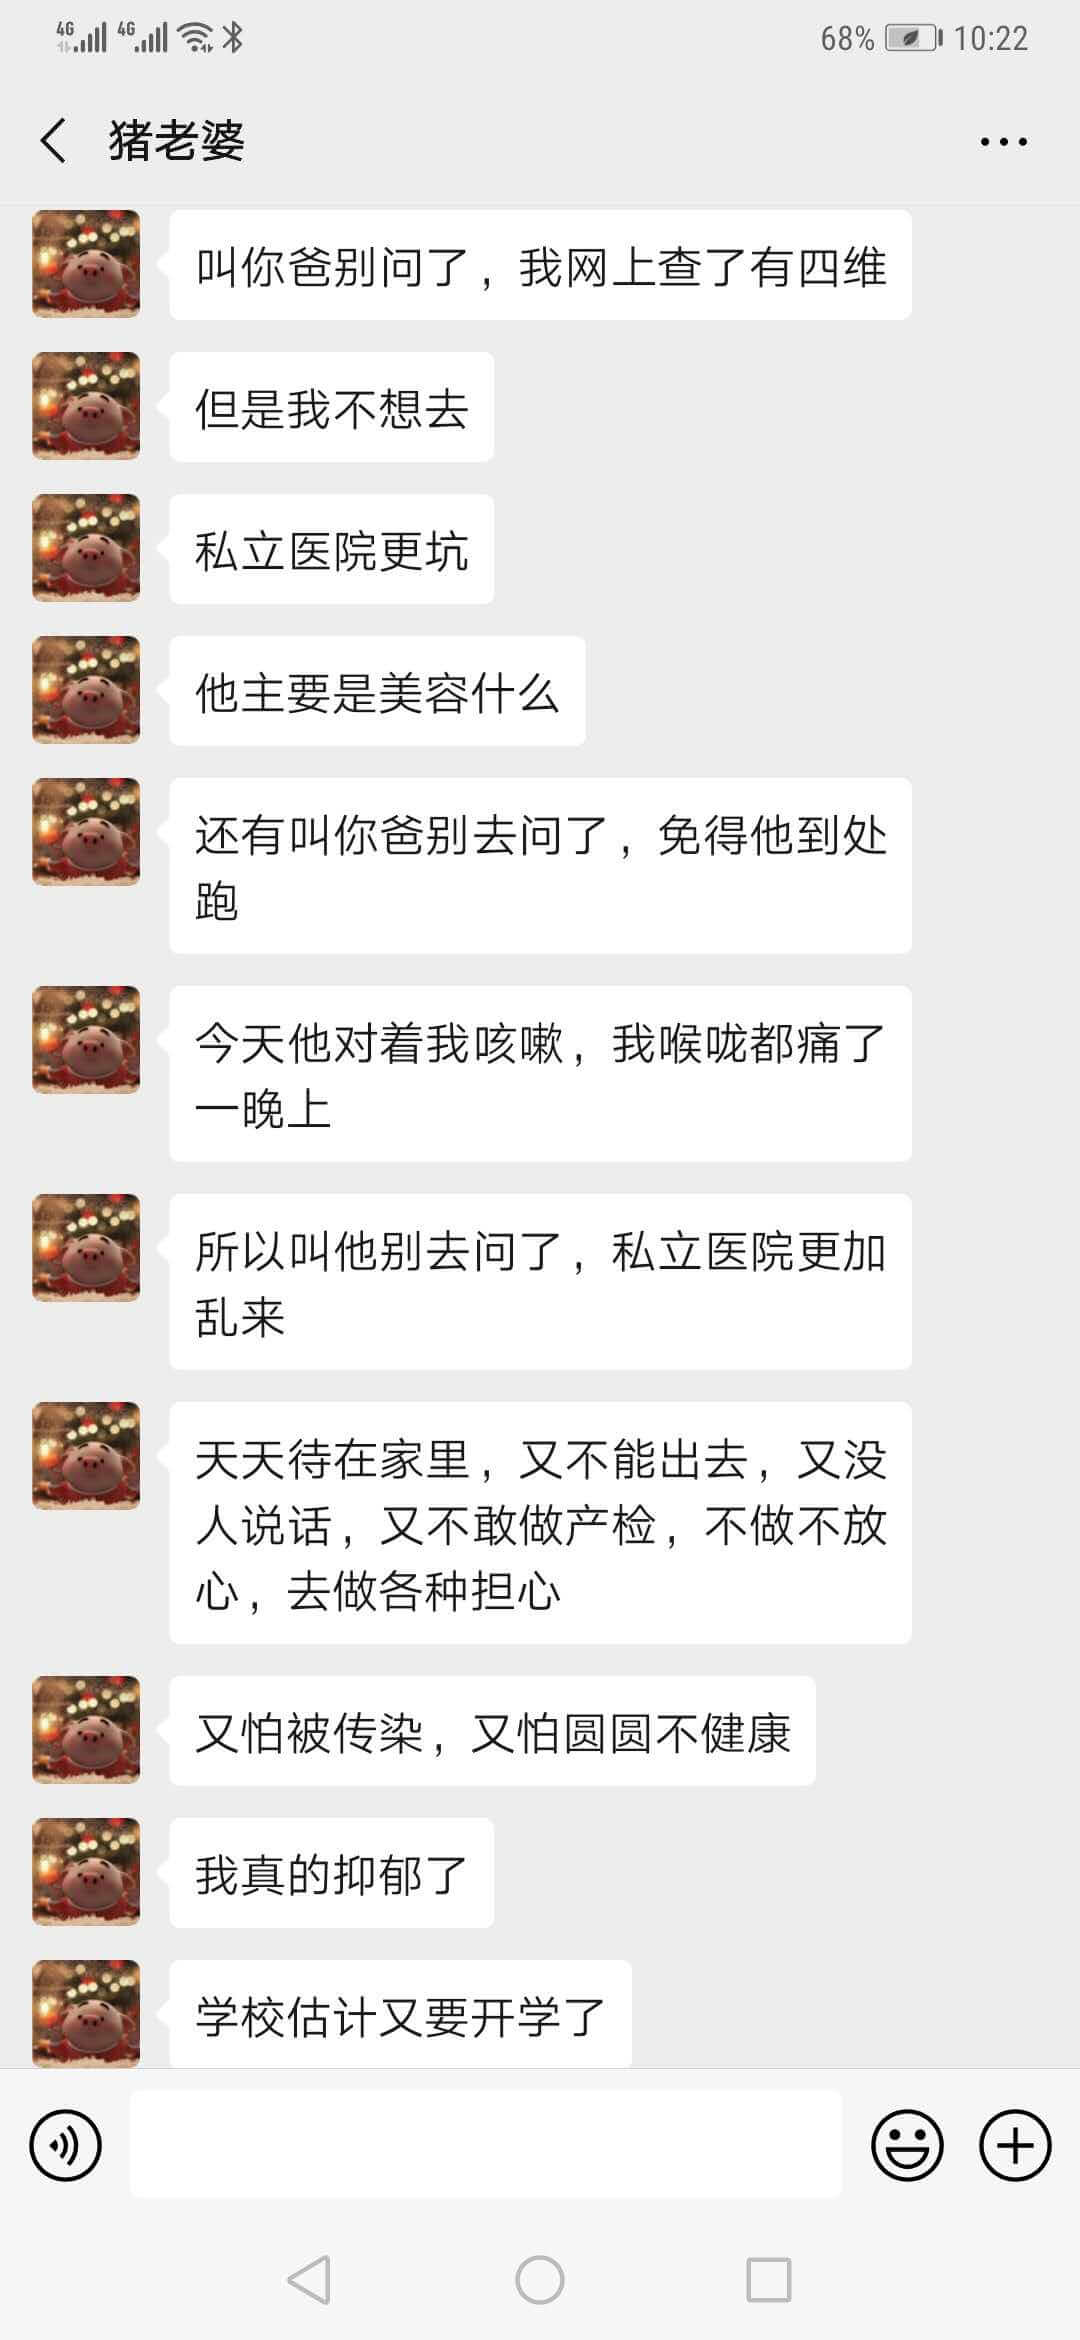 4G 4G 68% 10:22
猪老婆
叫你爸别问了，我网上查了有四维
但是我不想去
私立医院更坑
他主要是美容什么
还有叫你爸别去问了，免得他到处
跑
今天他对着我咳嗽，我喉咙都痛了
一晚上
所以叫他别去问了，私立医院更加
乱来
天天待在家里，又不能出去，又没
人说话，又不敢做产检，不做不放
心，去做各种担心
又怕被传染，又怕圆圆不健康
我真的抑郁了
学校估计又要开学了